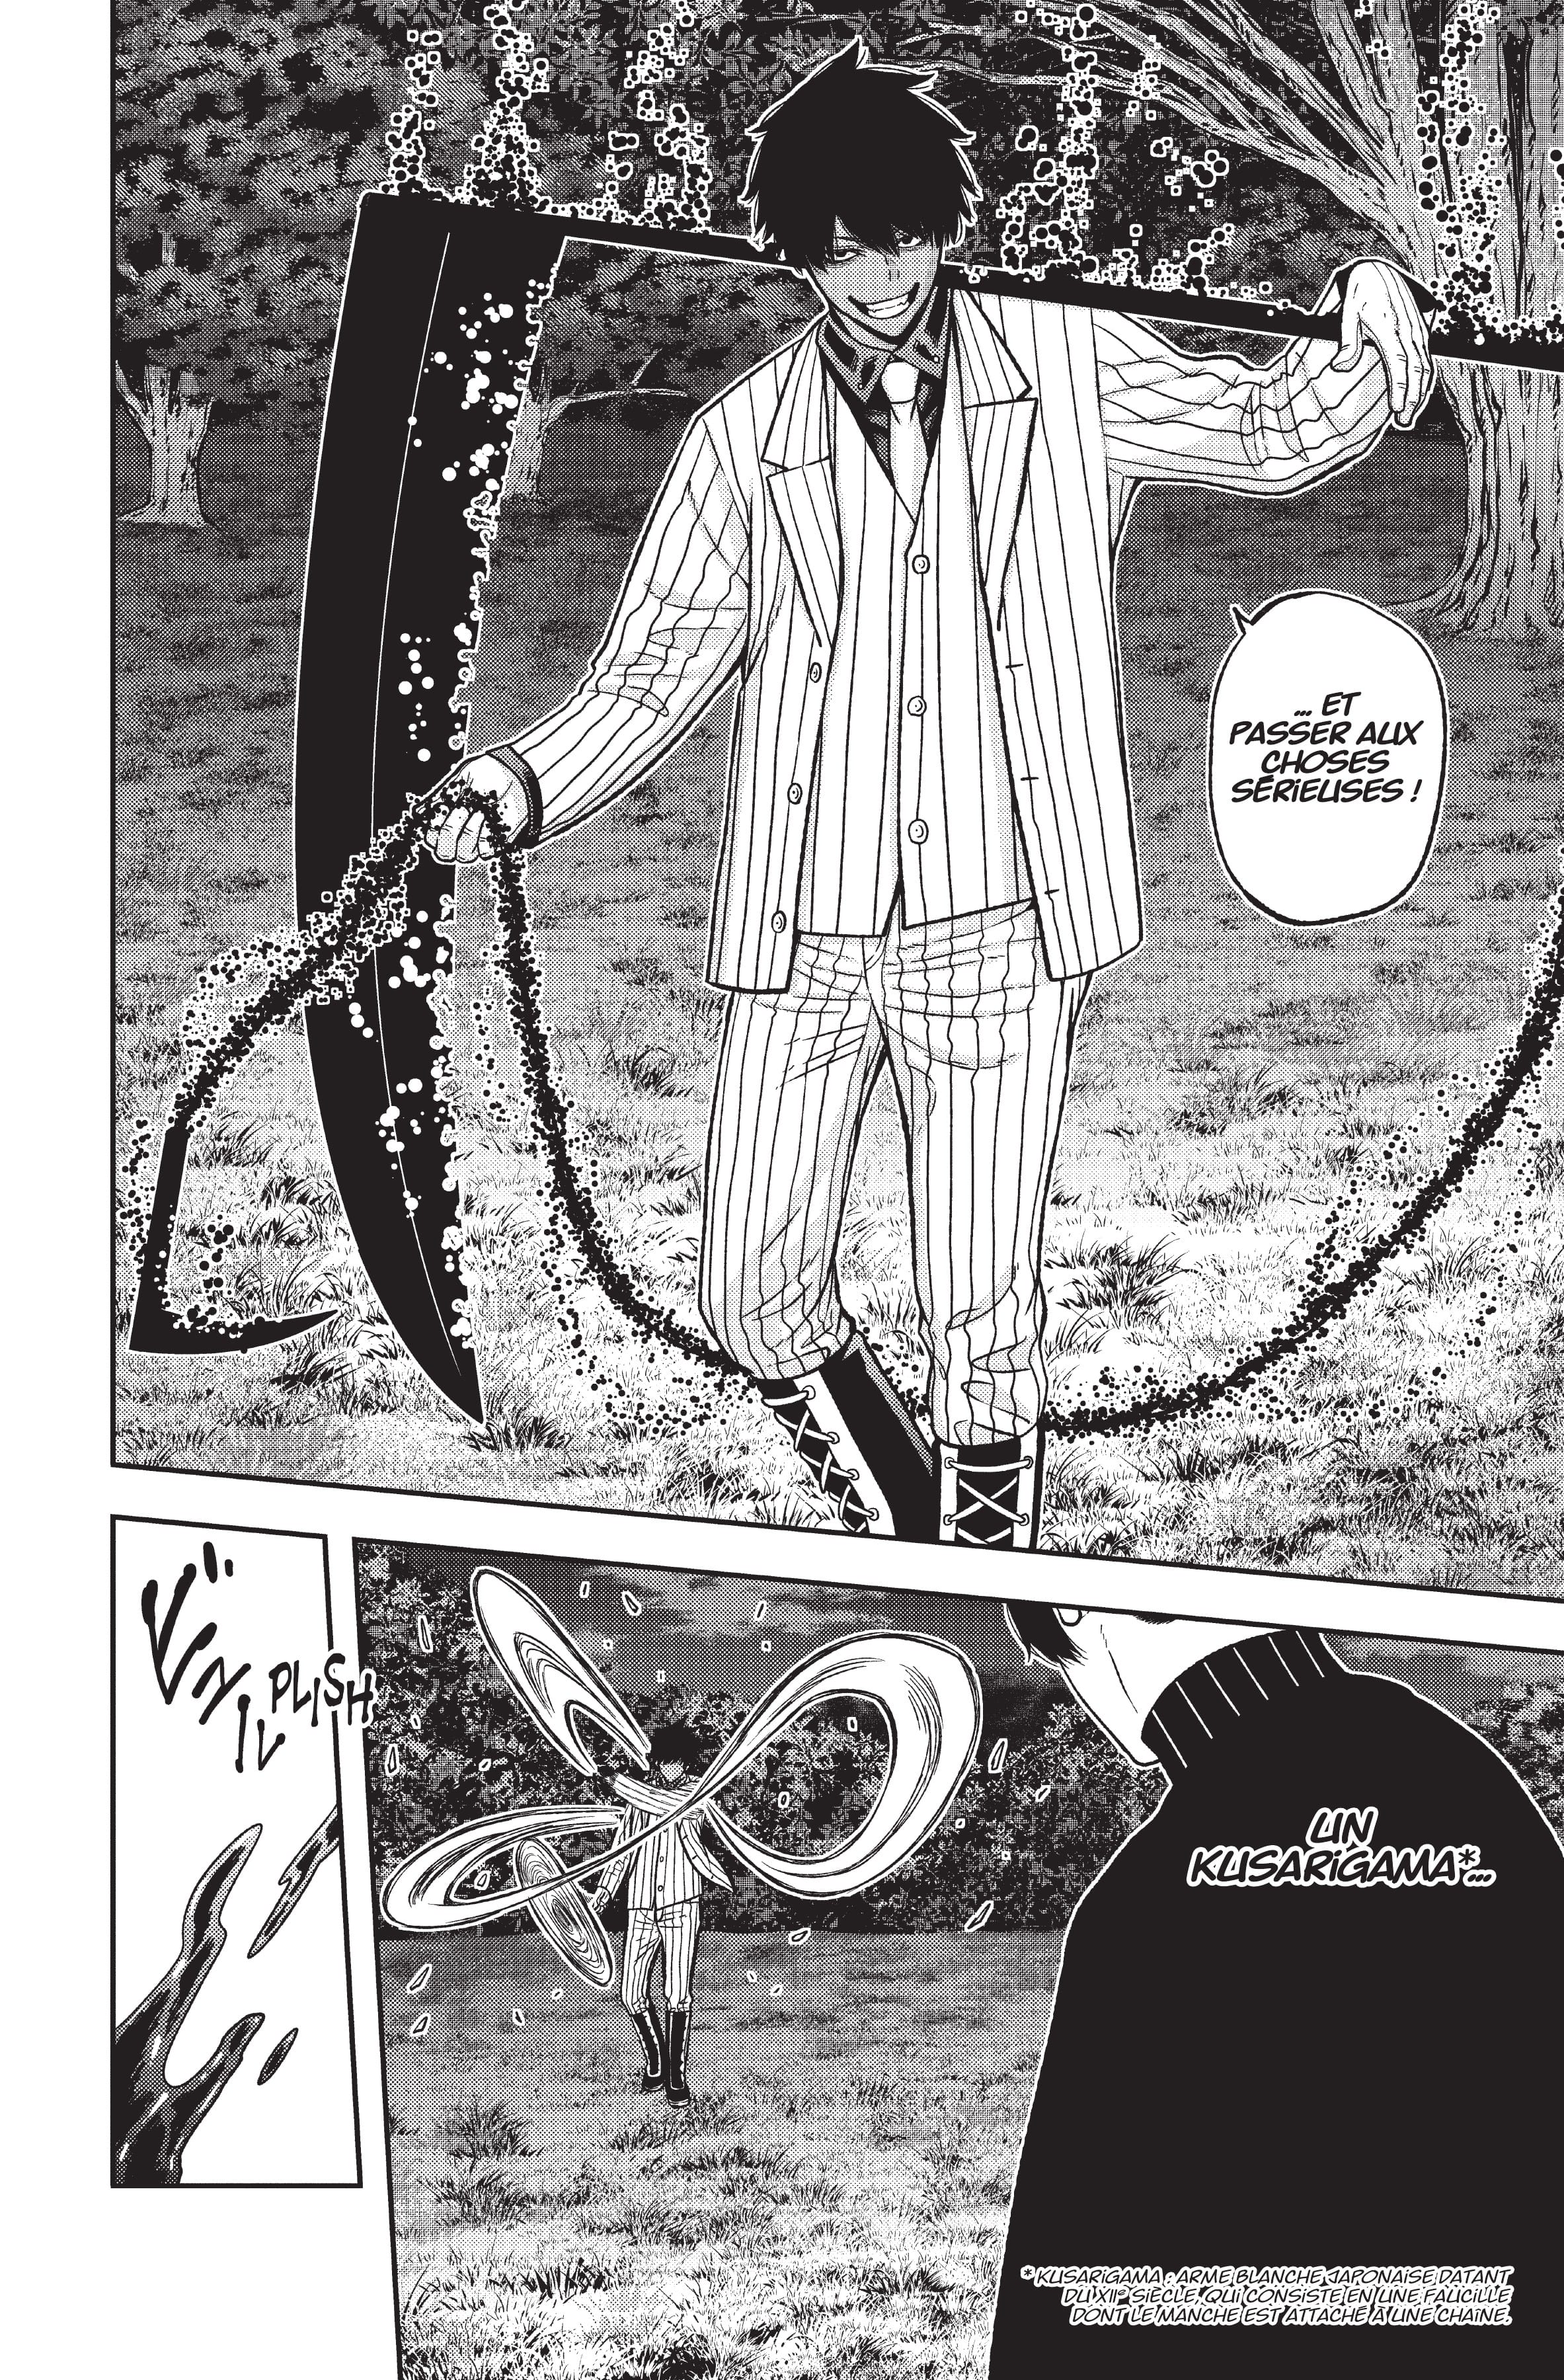 ... ET
PASSER AUX
CHOSES
SÉRIEUSES !
UN
KUSARIGAMA*...
PLISH
* KUSARIGAMA : ARME BLANCHE JAPONAISE DATANT
DU XIIE SIÈCLE, QUI CONSISTE EN UNE FAUCILLE
DONT LE MANCHE EST ATTACHÉ À UNE CHAÎNE.